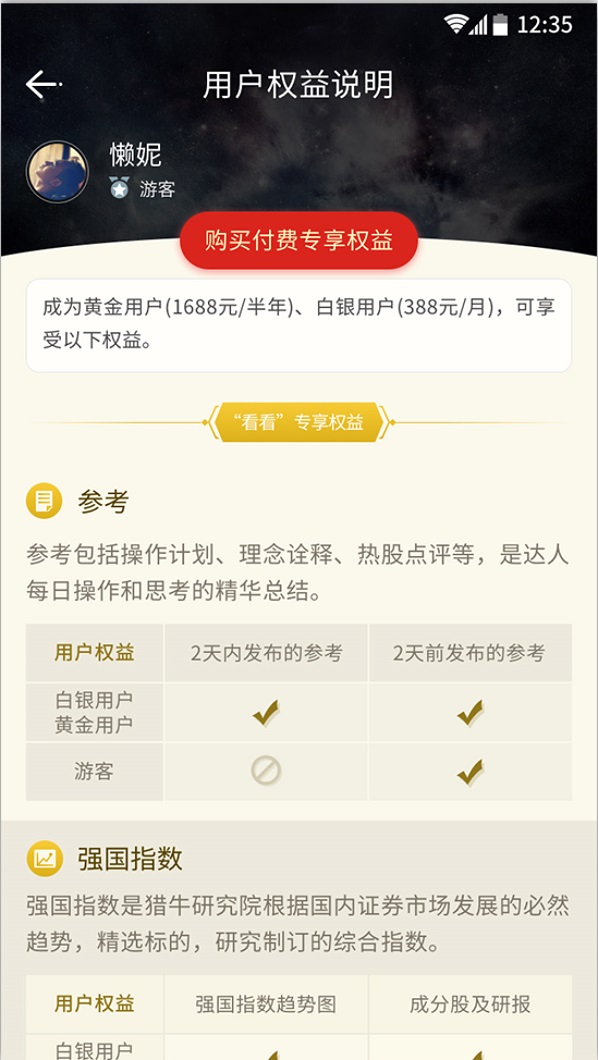 12:35
用户权益说明
懒妮
游客
购买付费专享权益
成为黄金用户(1688元/半年)、白银用户(388元/月)，可享
受以下权益。
“看看”专享权益
参考
参考包括操作计划、理念诠释、热股点评等，是达人
每日操作和思考的精华总结。
用户权益 2天内发布的参考 2天前发布的参考
白银用户
黄金用户
游客
强国指数
强国指数是猎牛研究院根据国内证券市场发展的必然
趋势，精选标的，研究制订的综合指数。
用户权益 强国指数趋势图 成分股及研报
白银用户